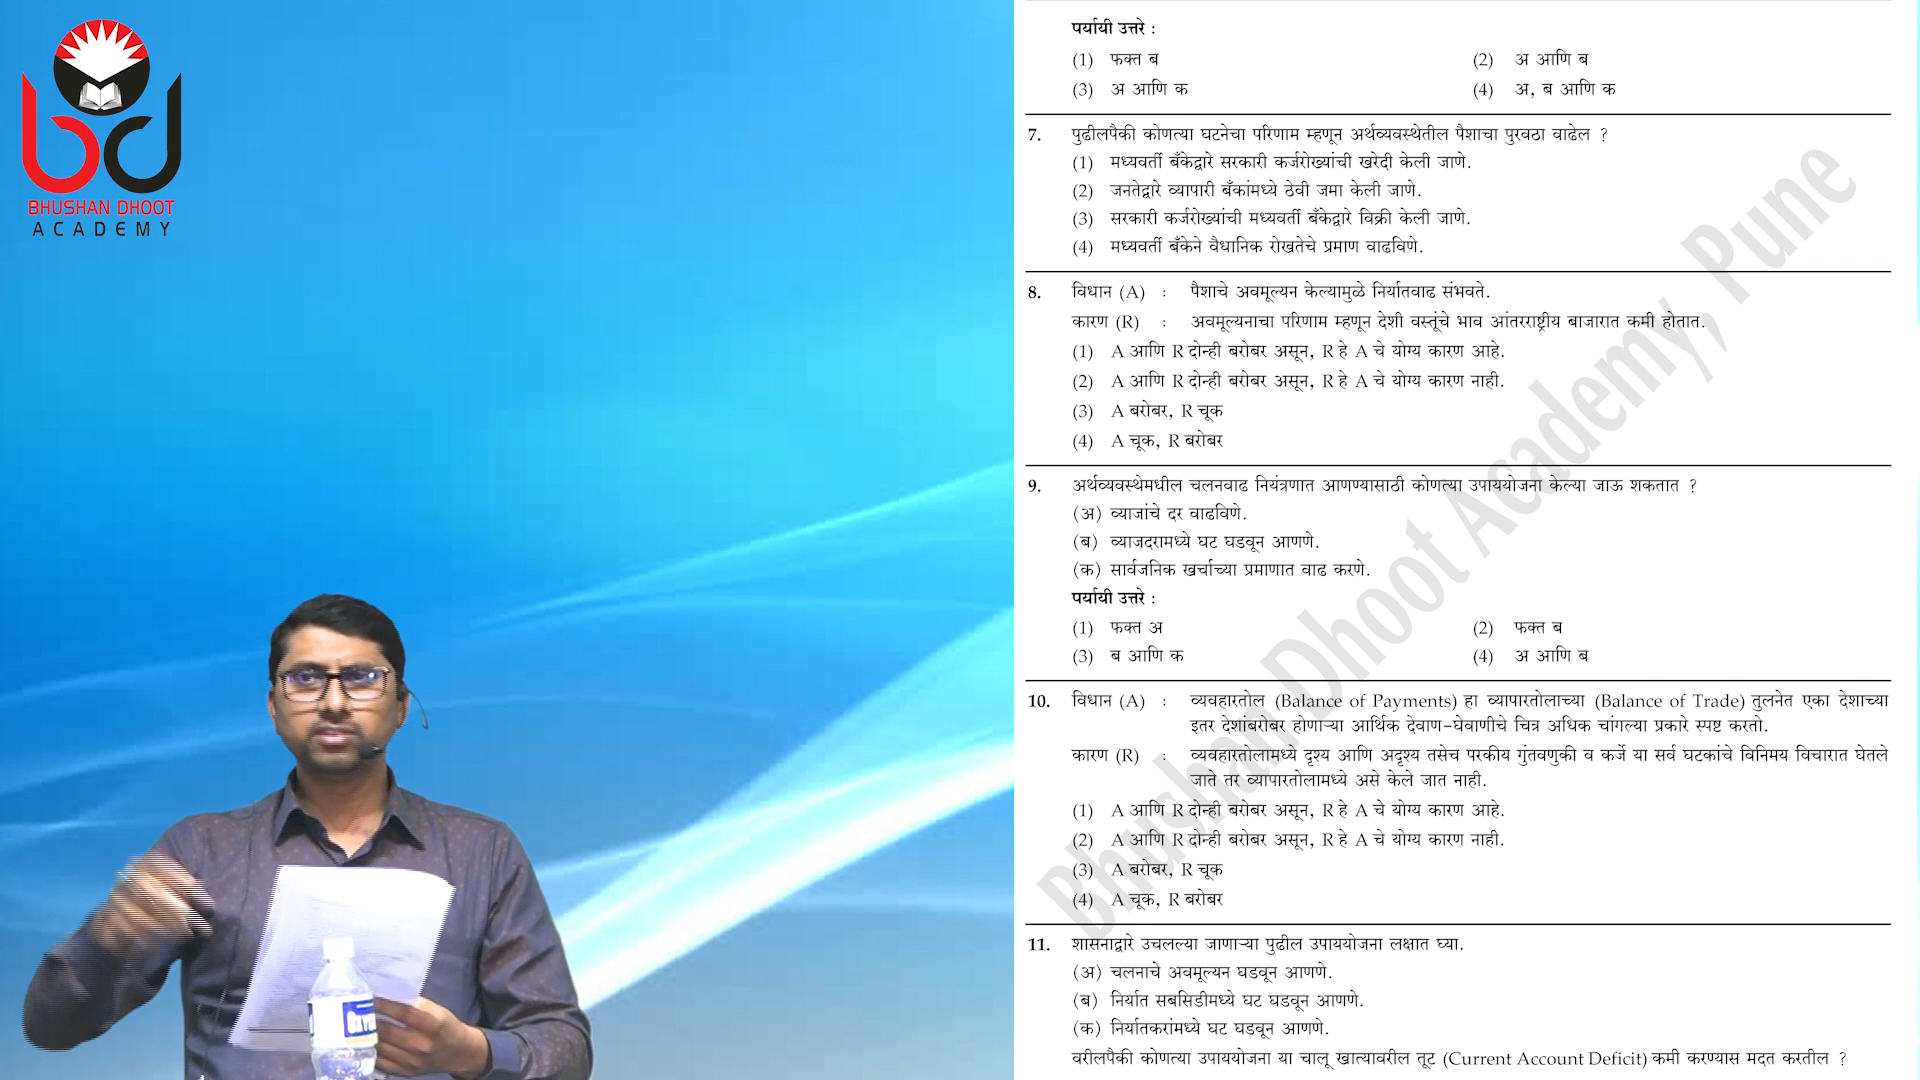 BHUSHAN DHOOT
ACADEMY
पर्यायी उत्तरे :
(1) फक्त ब (2) अ आणि ब
(3) अ आणि क (4) अ, ब आणि क
7. पुढीलपैकी कोणत्या घटनेचा परिणाम म्हणून अर्थव्यवस्थेतील पैशाचा पुरवठा वाढेल ?
(1) मध्यवर्ती बँकेद्वारे सरकारी कर्जरोख्यांची खरेदी केली जाणे.
(2) जनतेद्वारे व्यापारी बँकांमध्ये ठेवी जमा केली जाणे.
(3) सरकारी कर्जरोख्यांची मध्यवर्ती बँकेद्वारे विक्री केली जाणे.
(4) मध्यवर्ती बँकेने वैधानिक रोखतेचे प्रमाण वाढविणे.
8. विधान (A) : पैशाचे अवमूल्यन केल्यामुळे निर्यातवाढ संभवते.
कारण (R) : अवमूल्यनाचा परिणाम म्हणून देशी वस्तूंचे भाव आंतरराष्ट्रीय बाजारात कमी होतात.
(1) A आणि R दोन्ही बरोबर असून, R हे A चे योग्य कारण आहे.
(2) A आणि R दोन्ही बरोबर असून, R हे A चे योग्य कारण नाही.
(3) A बरोबर, R चूक
(4) A चूक, R बरोबर
9. अर्थव्यवस्थेमधील चलनवाढ नियंत्रणात आणण्यासाठी कोणत्या उपाययोजना केल्या जाऊ शकतात ?
(अ) व्याजांचे दर वाढविणे.
(ब) व्याजदरामध्ये घट घडवून आणणे.
(क) सार्वजनिक खर्चाच्या प्रमाणात वाढ करणे.
पर्यायी उत्तरे :
(1) फक्त अ (2) फक्त ब
(3) ब आणि क (4) अ आणि ब
10. विधान (A) : व्यवहारतोल (Balance of Payments) हा व्यापारतोलाच्या (Balance of Trade) तुलनेत एका देशाच्या
इतर देशांबरोबर होणाऱ्या आर्थिक देवाण-घेवाणीचे चित्र अधिक चांगल्या प्रकारे स्पष्ट करतो.
कारण (R) : व्यवहारतोलामध्ये दृश्य आणि अदृश्य तसेच परकीय गुंतवणुकी व कर्जे या सर्व घटकांचे विनिमय विचारात घेतले
जाते तर व्यापारतोलामध्ये असे केले जात नाही.
(1) A आणि R दोन्ही बरोबर असून, R हे A चे योग्य कारण आहे.
(2) A आणि R दोन्ही बरोबर असून, R हे A चे योग्य कारण नाही.
(3) A बरोबर, R चूक
(4) A चूक, R बरोबर
11. शासनाद्वारे उचलल्या जाणाऱ्या पुढील उपाययोजना लक्षात घ्या.
(अ) चलनाचे अवमूल्यन घडवून आणणे.
(ब) निर्यात सबसिडीमध्ये घट घडवून आणणे.
(क) निर्यातकरांमध्ये घट घडवून आणणे.
वरीलपैकी कोणत्या उपाययोजना या चालू खात्यावरील तूट (Current Account Deficit) कमी करण्यास मदत करतील ?
Bhushan Dhoot Academy, Pune